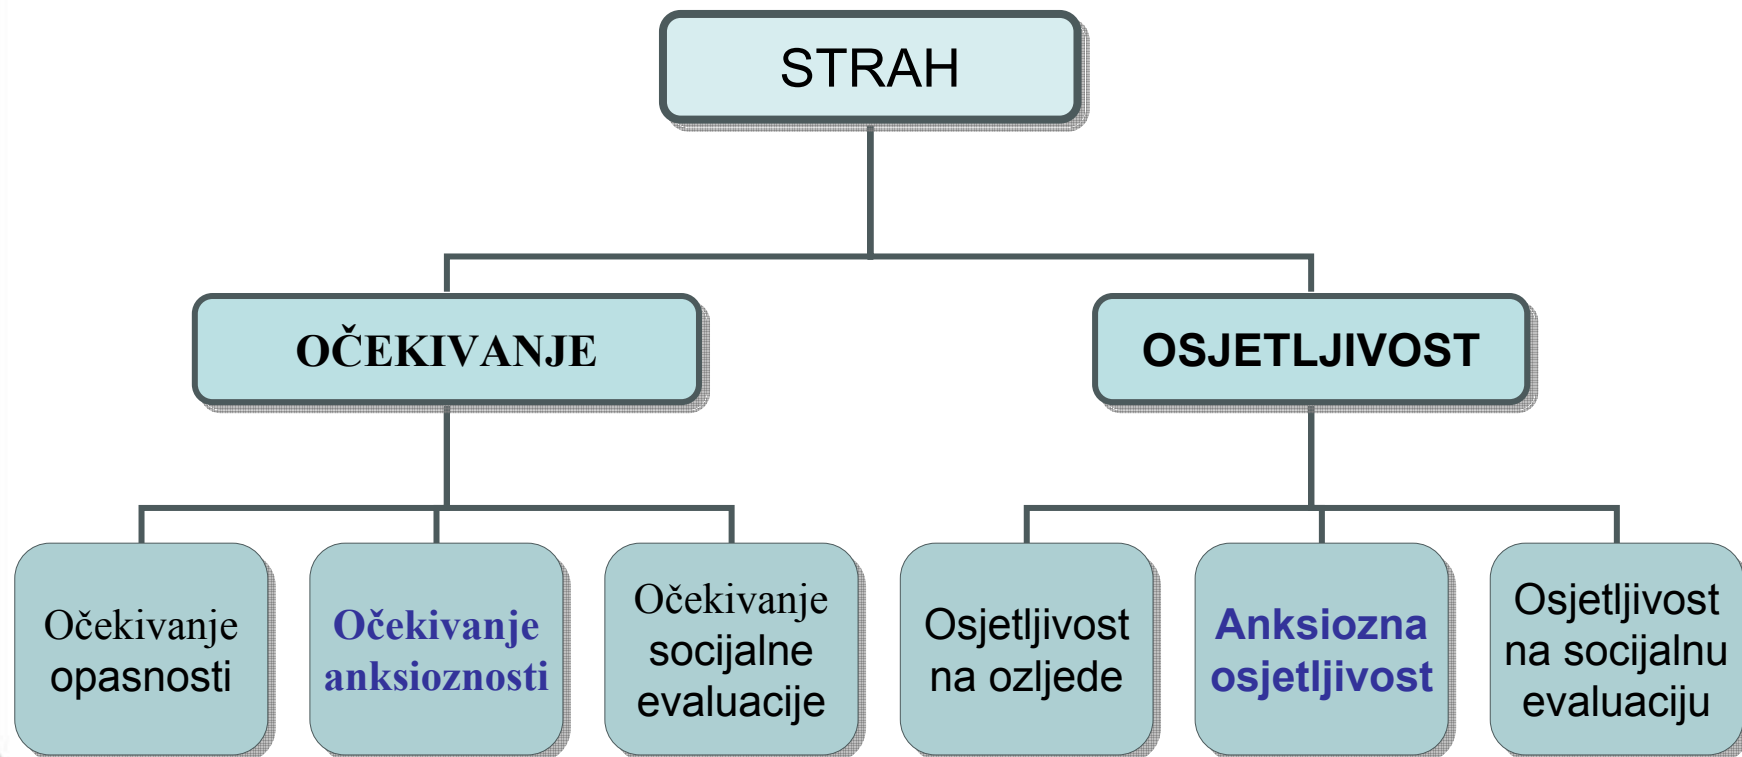 STRAH
OČEKIVANJE
OSJETLJIVOST
Očekivanje
opasnosti
Očekivanje
anksioznosti
Očekivanje
socijalne
evaluacije
Osjetljivost
na ozljede
Anksiozna
osjetljivost
Osjetljivost
na socijalnu
evaluaciju